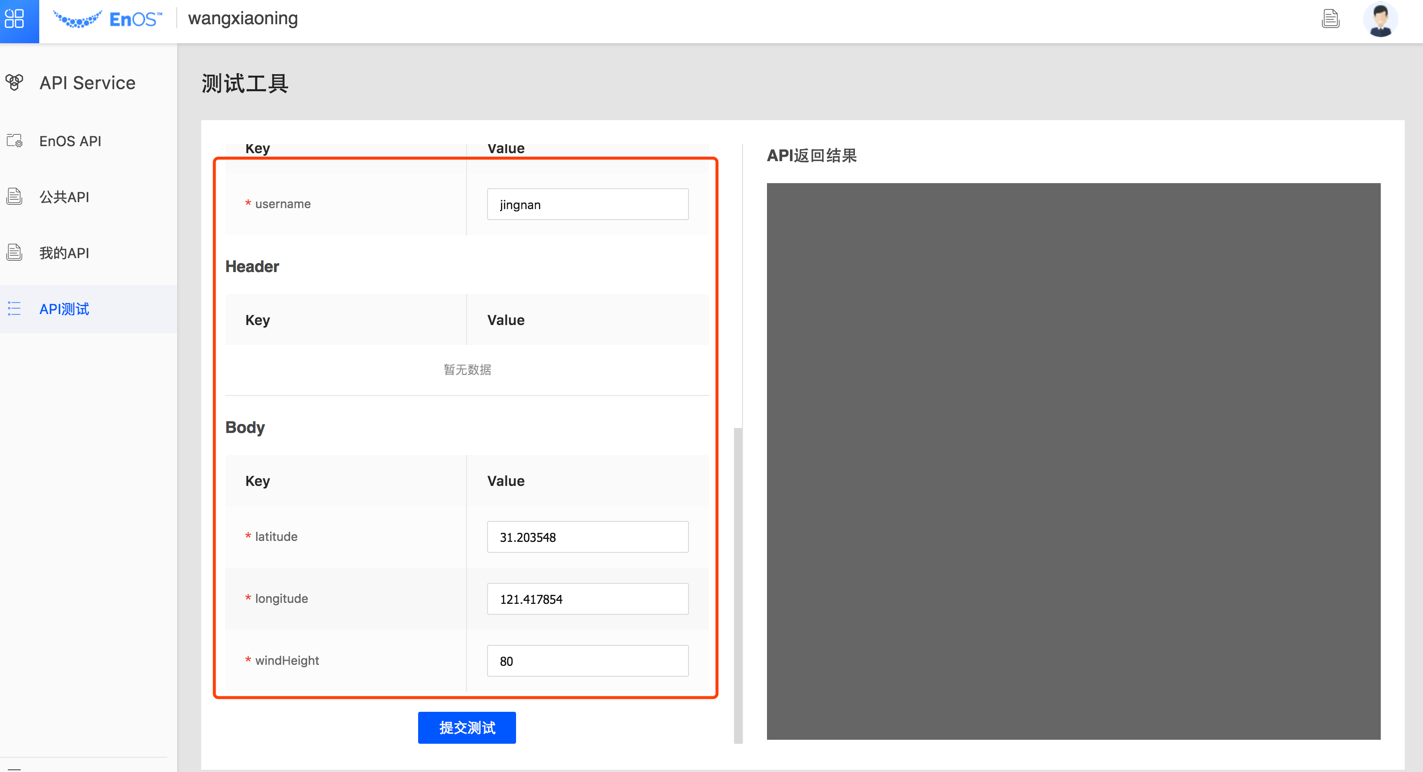 EnOS™
wangxiaoning
API Service
EnOS API
公共API
我的API
API测试
测试工具
Key Value
* username jingnan
Header
Key Value
暂无数据
Body
Key Value
* latitude 31.203548
* longitude 121.417854
* windHeight 80
提交测试
API返回结果